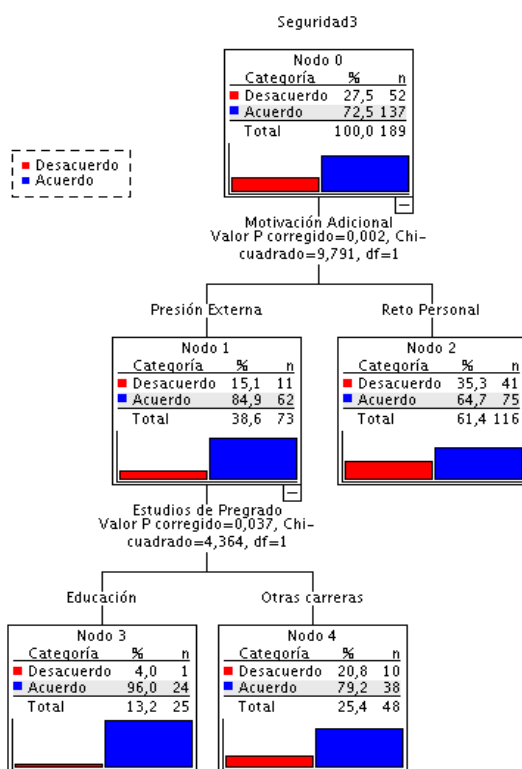 Seguridad3
Nodo 0
Categoría % n
Desacuerdo 27,5 52
Acuerdo 72,5 137
Total 100,0 189
Desacuerdo
Acuerdo
Motivación Adicional
Valor P corregido=0,002, Chi-
cuadrado=9,791, df=1
Presión Externa
Reto Personal
Nodo 1
Categoría % n
Desacuerdo 15,1 11
Acuerdo 84,9 62
Total 38,6 73
Nodo 2
Categoría % n
Desacuerdo 35,3 41
Acuerdo 64,7 75
Total 61,4 116
Estudios de Pregrado
Valor P corregido=0,037, Chi-
cuadrado=4,364, df=1
Educación
Otras carreras
Nodo 3
Categoría % n
Desacuerdo 4,0 1
Acuerdo 96,0 24
Total 13,2 25
Nodo 4
Categoría % n
Desacuerdo 20,8 10
Acuerdo 79,2 38
Total 25,4 48